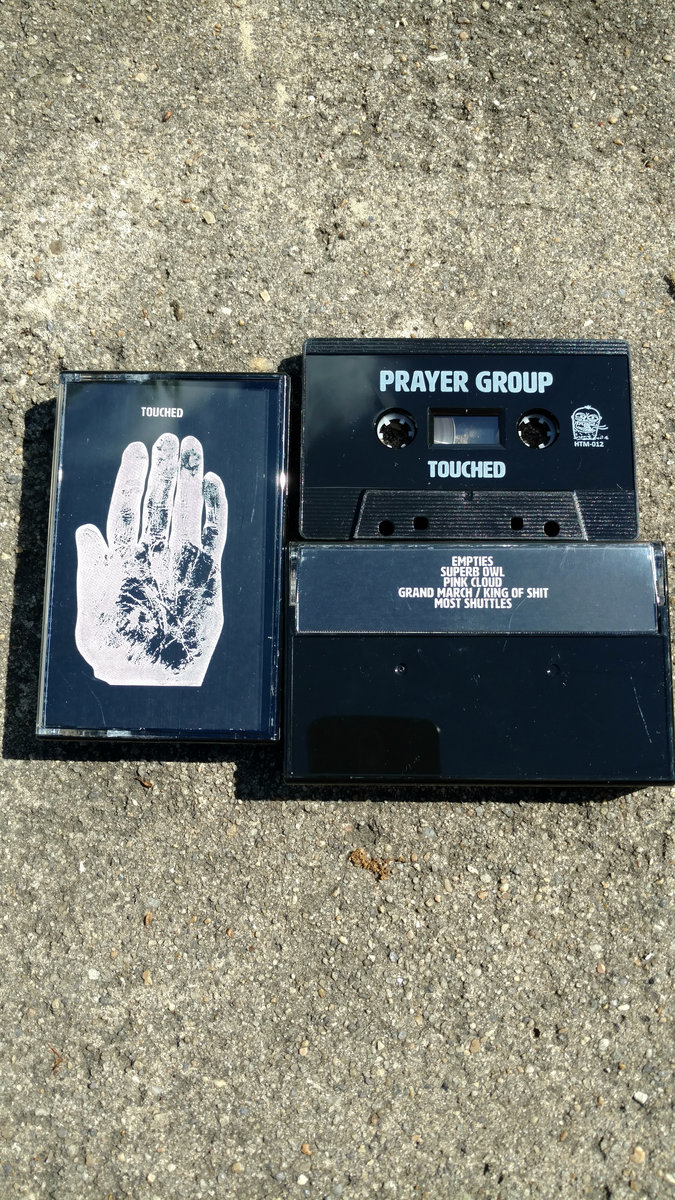 TOUCHED
PRAYER GROUP
HTM-012
TOUCHED
EMPTIES
SUPERB OWL
PINK CLOUD
GRAND MARCH / KING OF SHIT
MOST SHUTTLES